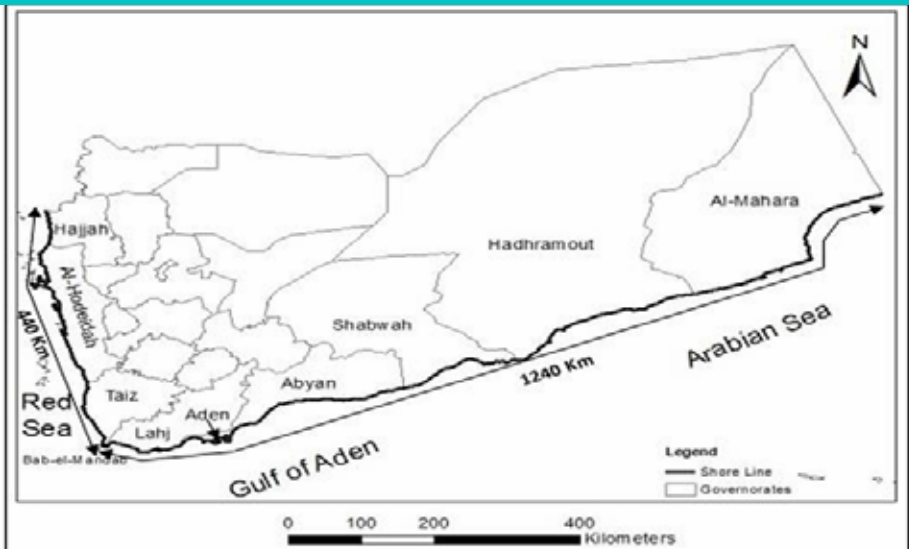 N
Hajjah
Al-Mahara
Hadhramout
Al-Hodeidah
440 Km
Shabwah
Arabian Sea
1240 Km
Abyan
Taiz
Red
Sea
Aden
Lahj
Bab-el-Mandab
Gulf of Aden
Legend
Shore Line
Governorates
0 100 200 400
Kilometers